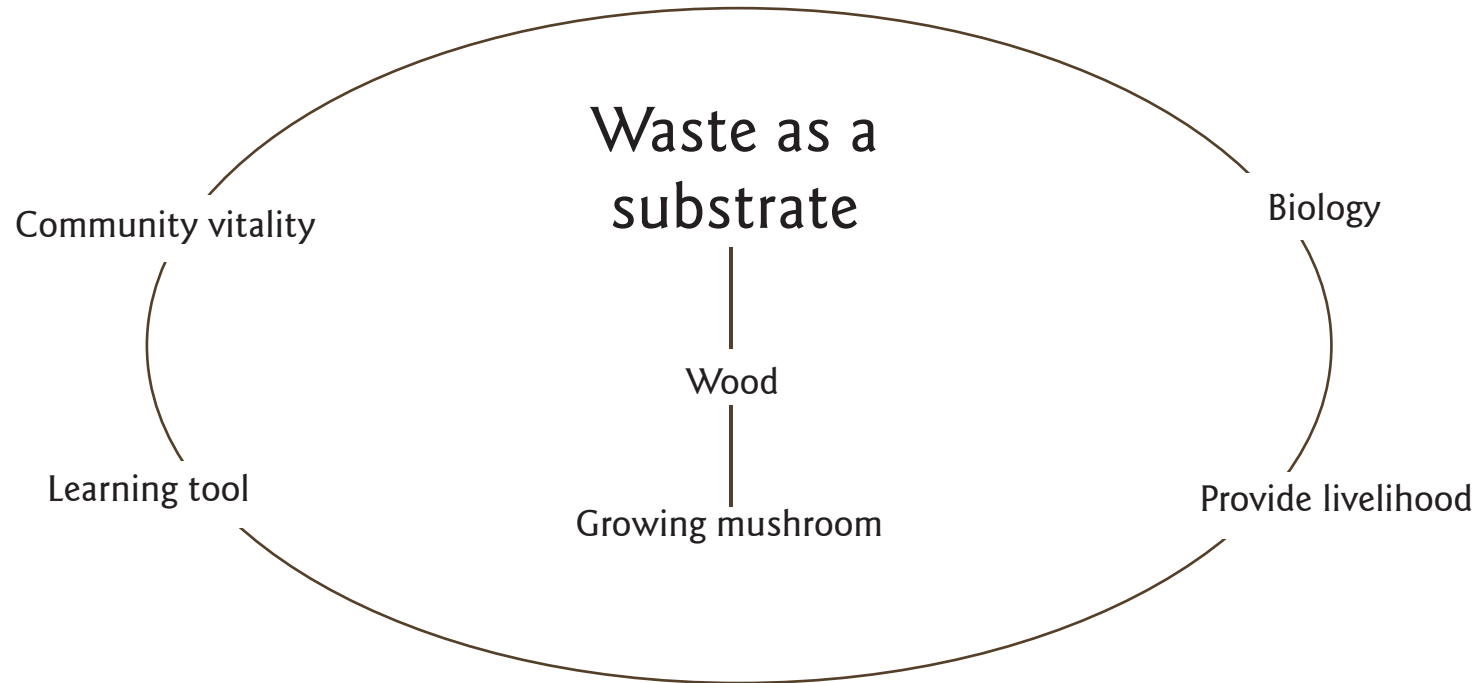 Waste as a
substrate
Community vitality
Biology
Wood
Learning tool
Provide livelihood
Growing mushroom